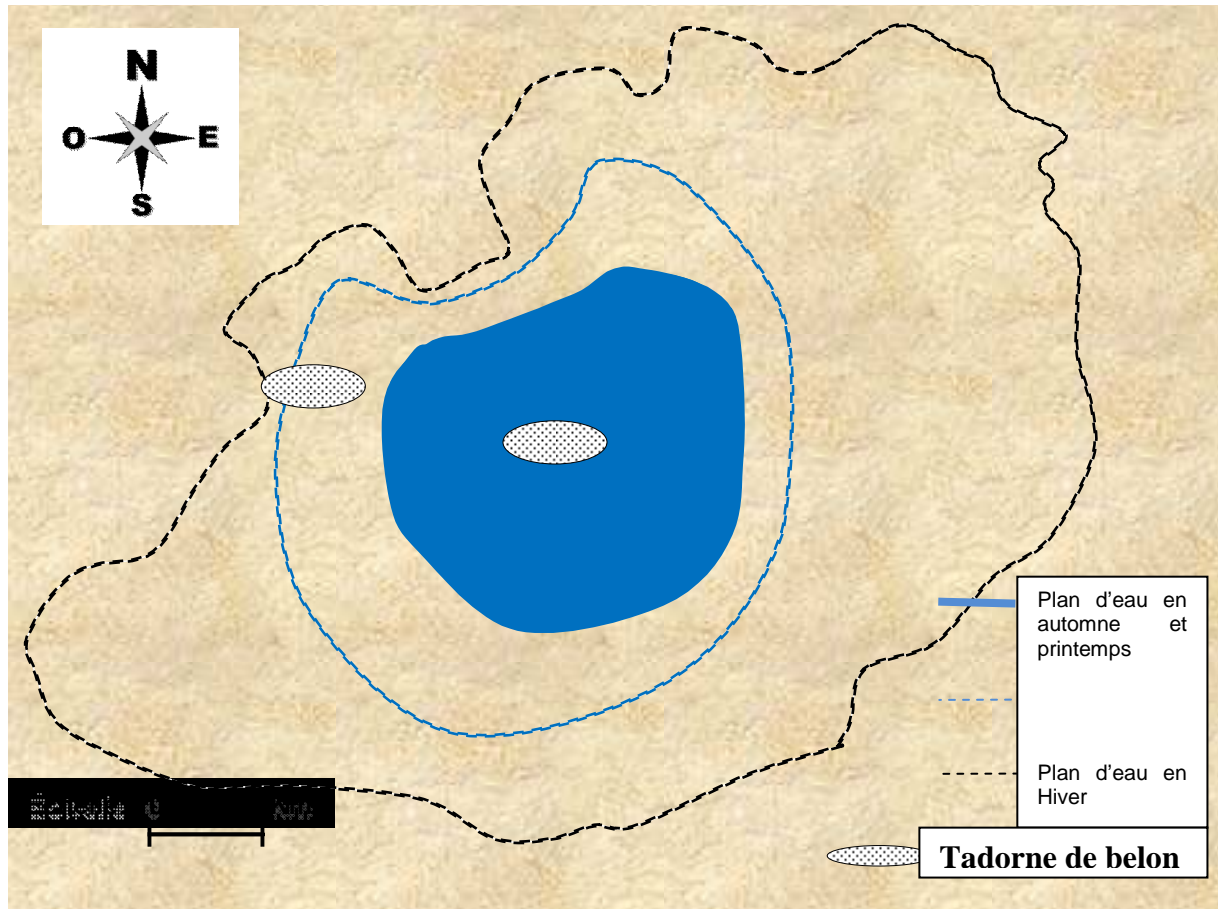 N
O E
S
Plan d'eau en
automne et
printemps
Plan d'eau en
Hiver
Tadorne de belon